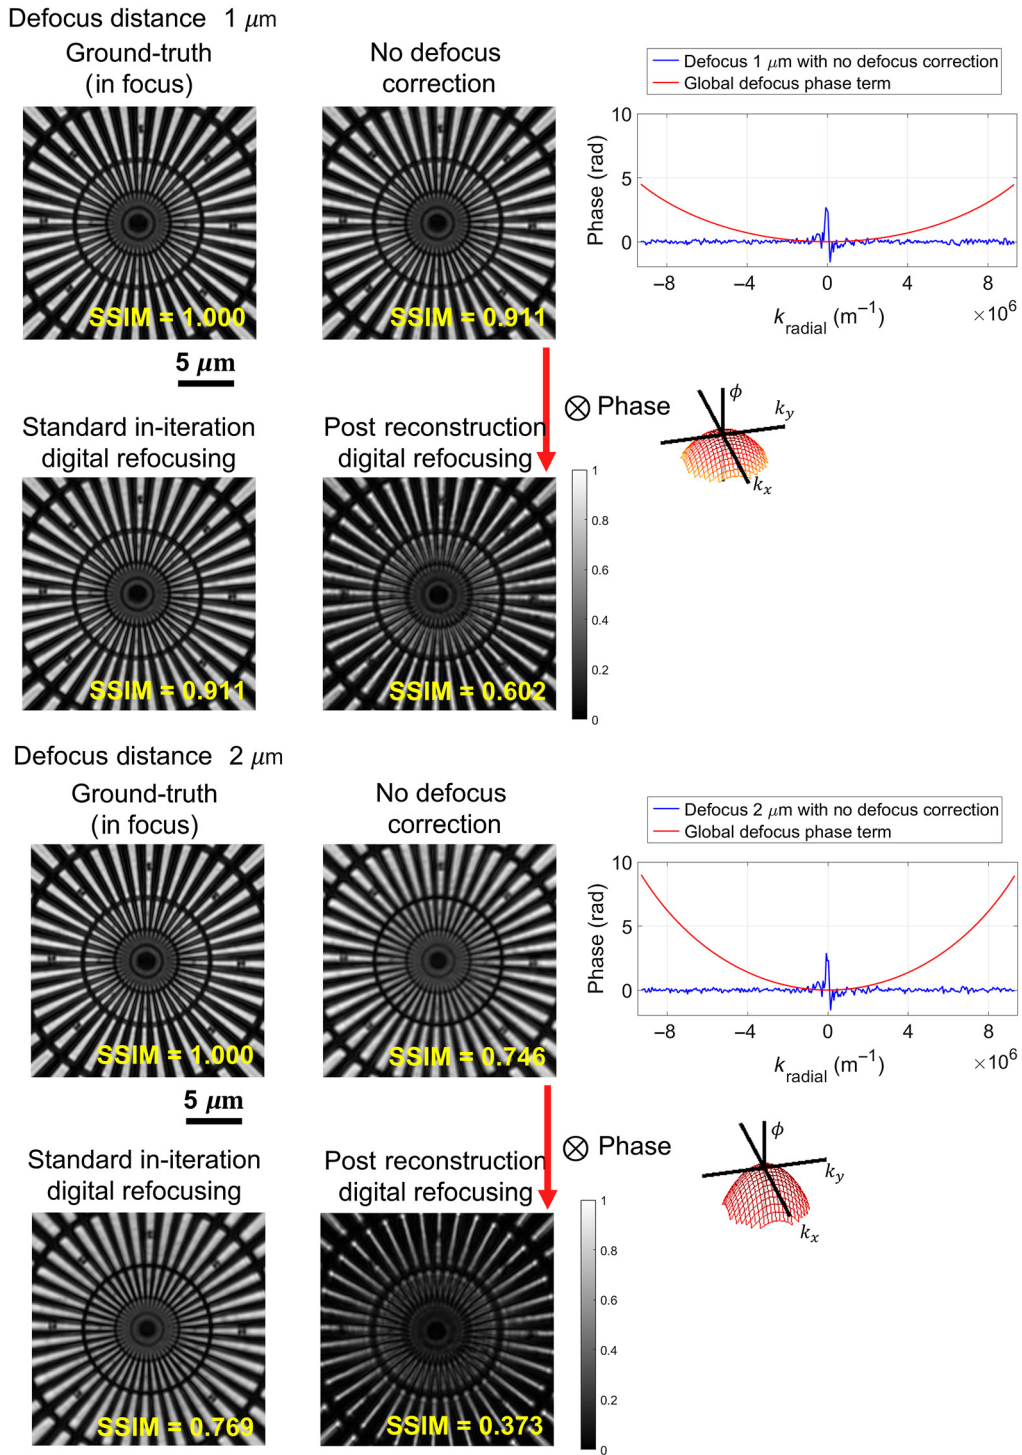 Defocus distance 1 μm
Ground-truth
(in focus)
No defocus
correction
Defocus 1 μm with no defocus correction
Global defocus phase term
10
5
0
Phase (rad)
−8
−4
0
4
8
k_radial (m⁻¹)
×10⁶
SSIM = 1.000
SSIM = 0.911
5 μm
⊗ Phase
ϕ
k_y
k_x
Standard in-iteration
digital refocusing
Post reconstruction
digital refocusing
1
0.8
0.6
0.4
0.2
0
SSIM = 0.911
SSIM = 0.602
Defocus distance 2 μm
Ground-truth
(in focus)
No defocus
correction
Defocus 2 μm with no defocus correction
Global defocus phase term
10
5
0
Phase (rad)
−8
−4
0
4
8
k_radial (m⁻¹)
×10⁶
SSIM = 1.000
SSIM = 0.746
5 μm
⊗ Phase
ϕ
k_y
k_x
Standard in-iteration
digital refocusing
Post reconstruction
digital refocusing
1
0.8
0.6
0.4
0.2
0
SSIM = 0.769
SSIM = 0.373